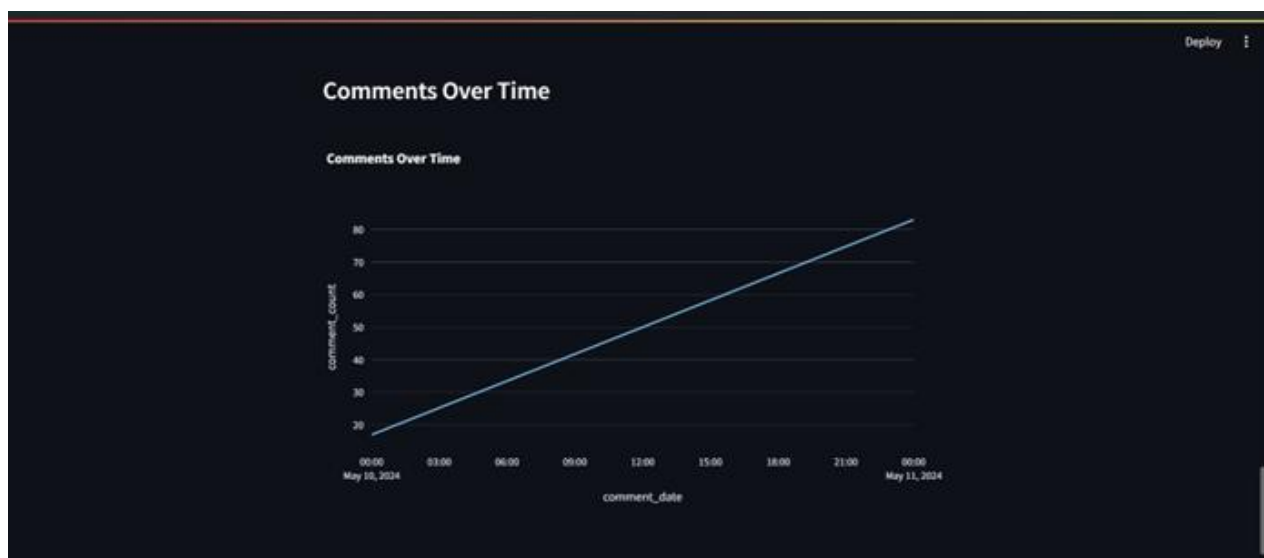 Deploy
Comments Over Time
Comments Over Time
80
70
60
50
40
30
20
comment_count
00:00 03:00 06:00 09:00 12:00 15:00 18:00 21:00 00:00
May 10, 2024 May 11, 2024
comment_date